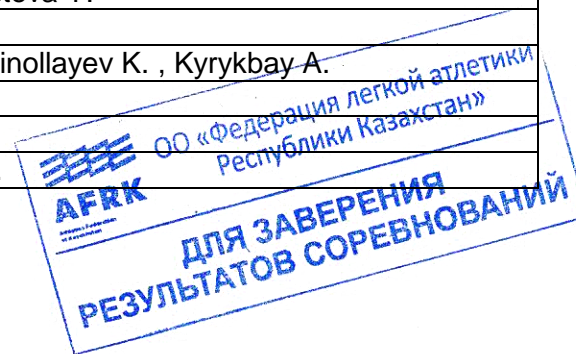 inollayev K. , Kyrykbay A.
ОО «Федерация легкой атлетики
Республики Казахстан»
AFRK
ДЛЯ ЗАВЕРЕНИЯ
РЕЗУЛЬТАТОВ СОРЕВНОВАНИЙ